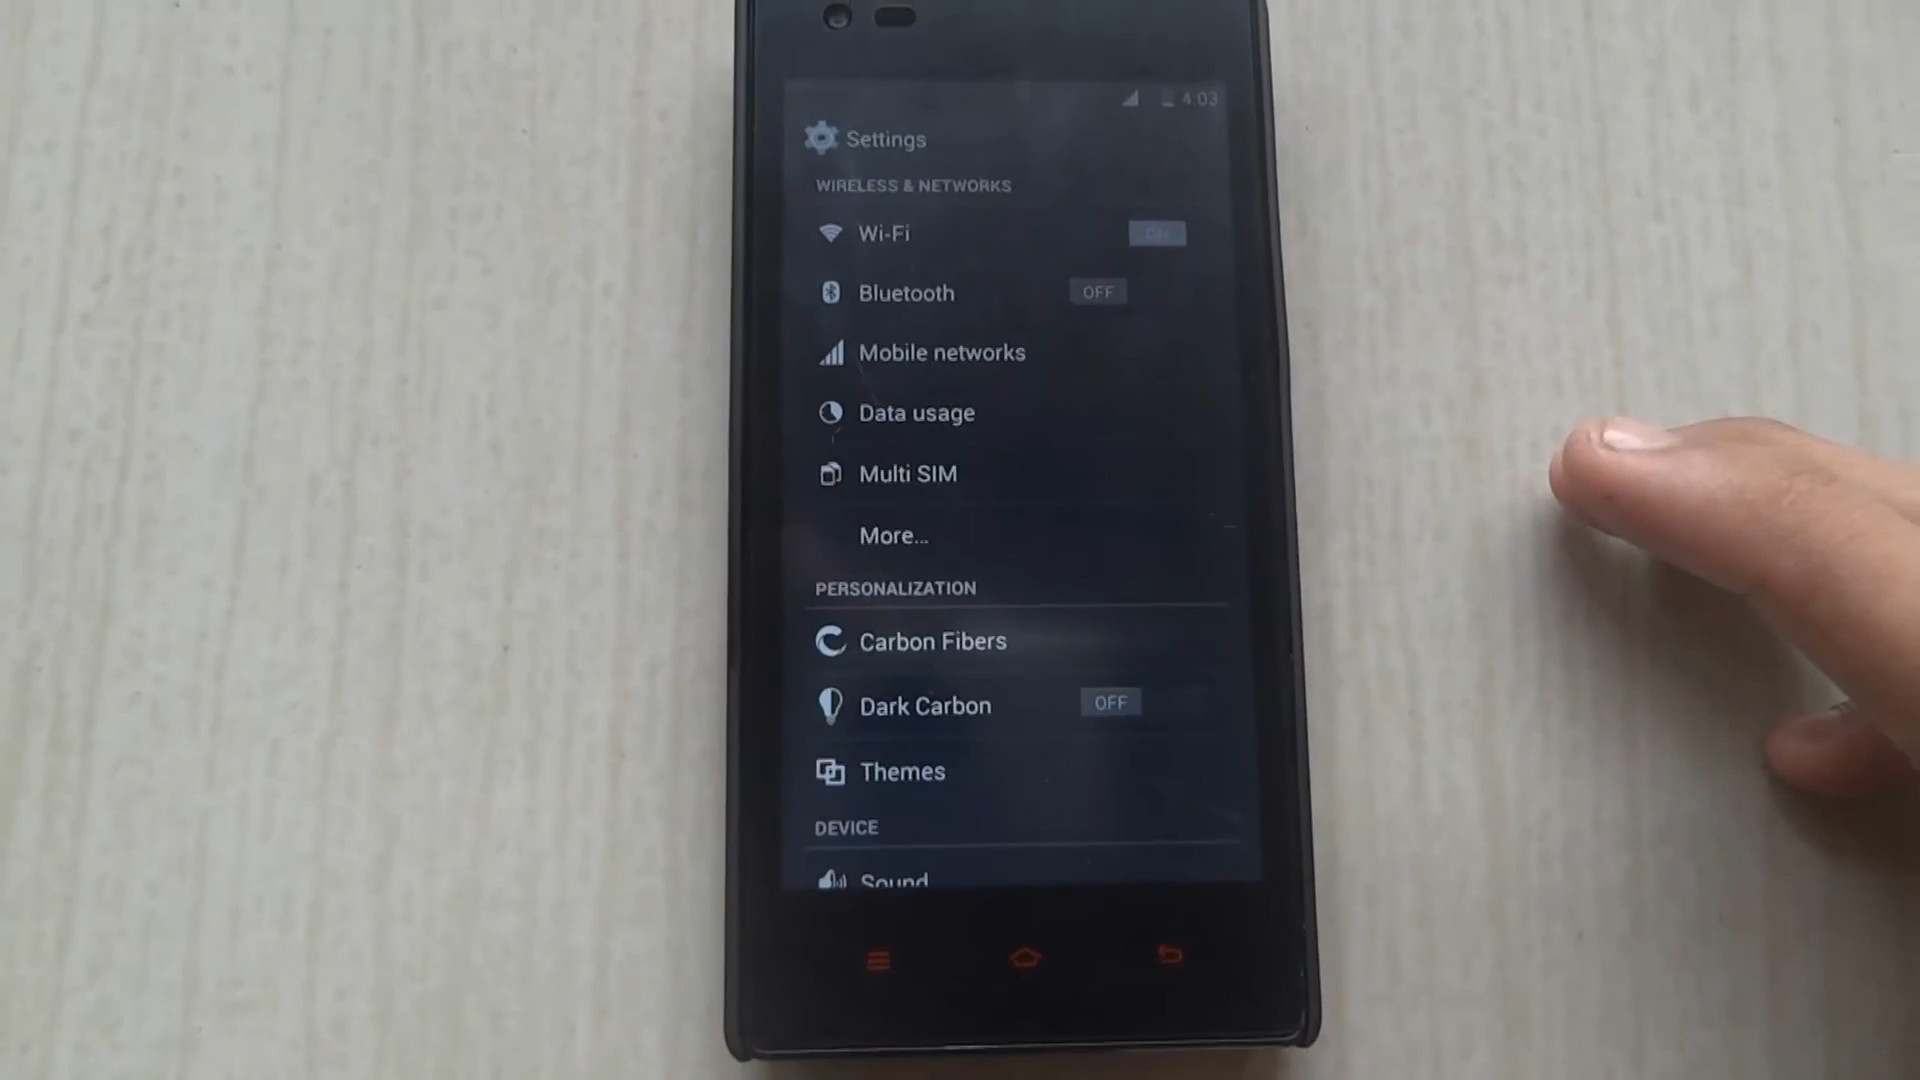 4:03
Settings
WIRELESS & NETWORKS
Wi-Fi ON
Bluetooth OFF
Mobile networks
Data usage
Multi SIM
More...
PERSONALIZATION
Carbon Fibers
Dark Carbon OFF
Themes
DEVICE
Sound